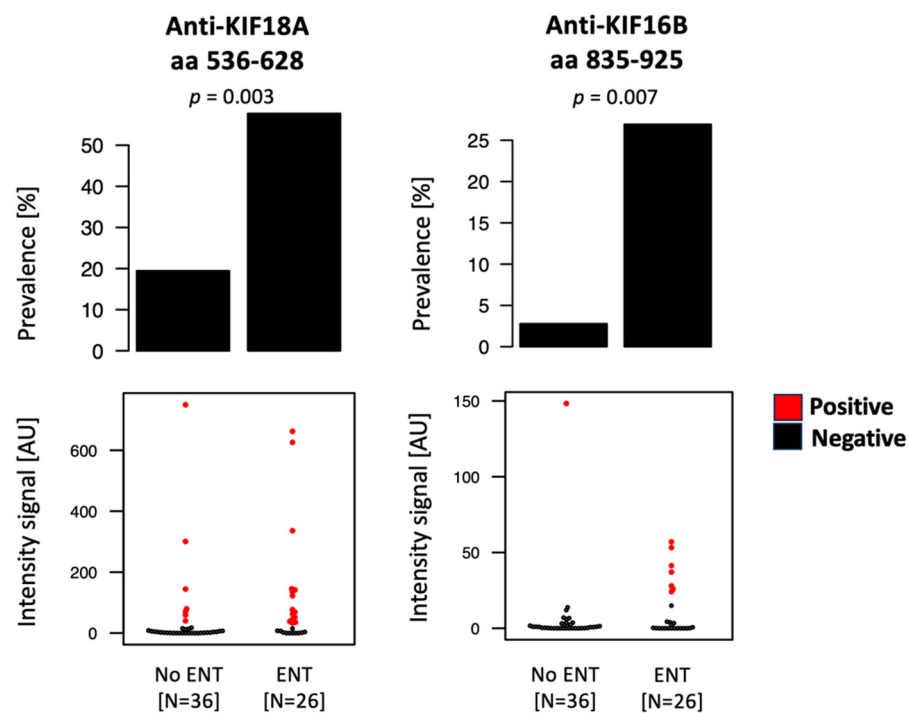 Anti-KIF18A
aa 536-628
p = 0.003
Prevalence [%]
50
40
30
20
10
0
Anti-KIF16B
aa 835-925
p = 0.007
Prevalence [%]
25
20
15
10
5
0
Intensity signal [AU]
600
400
200
0
No ENT
[N=36]
ENT
[N=26]
Intensity signal [AU]
150
100
50
0
No ENT
[N=36]
ENT
[N=26]
Positive
Negative